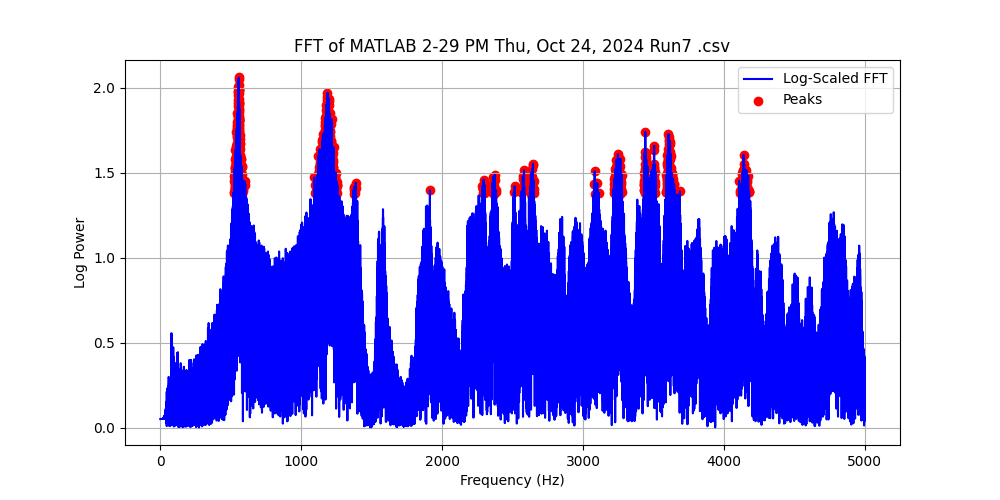 FFT of MATLAB 2-29 PM Thu, Oct 24, 2024 Run7 .csv
Log-Scaled FFT
Peaks
Log Power
2.0
1.5
1.0
0.5
0.0
0 1000 2000 3000 4000 5000
Frequency (Hz)